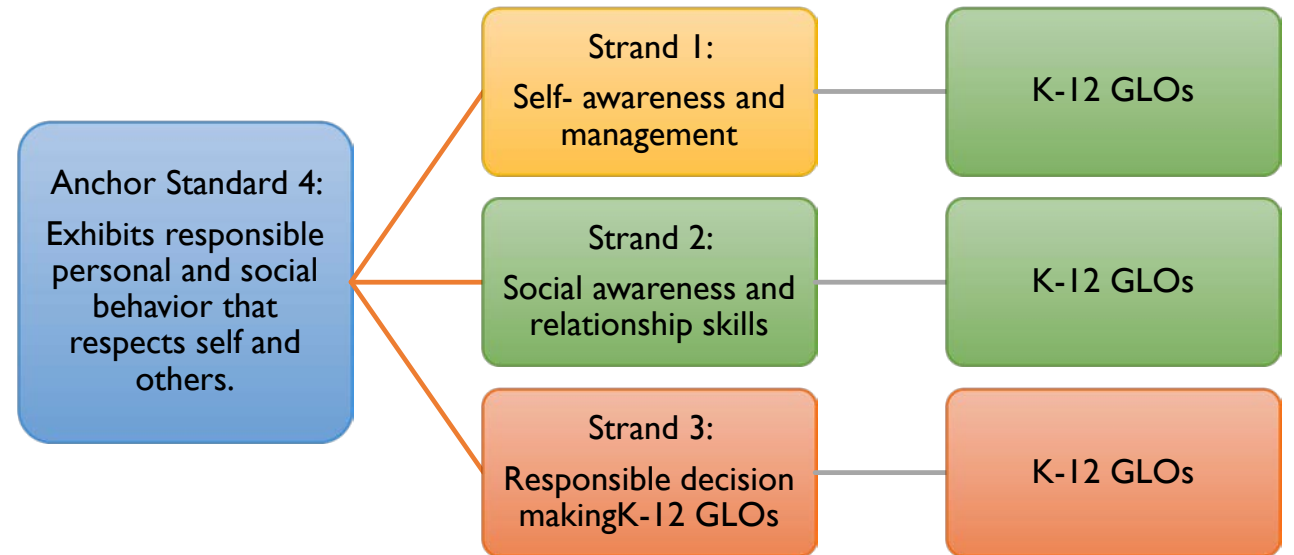 Anchor Standard 4:
Exhibits responsible
personal and social
behavior that
respects self and
others.
Strand 1:
Self- awareness and
management
K-12 GLOs
Strand 2:
Social awareness and
relationship skills
K-12 GLOs
Strand 3:
Responsible decision
makingK-12 GLOs
K-12 GLOs